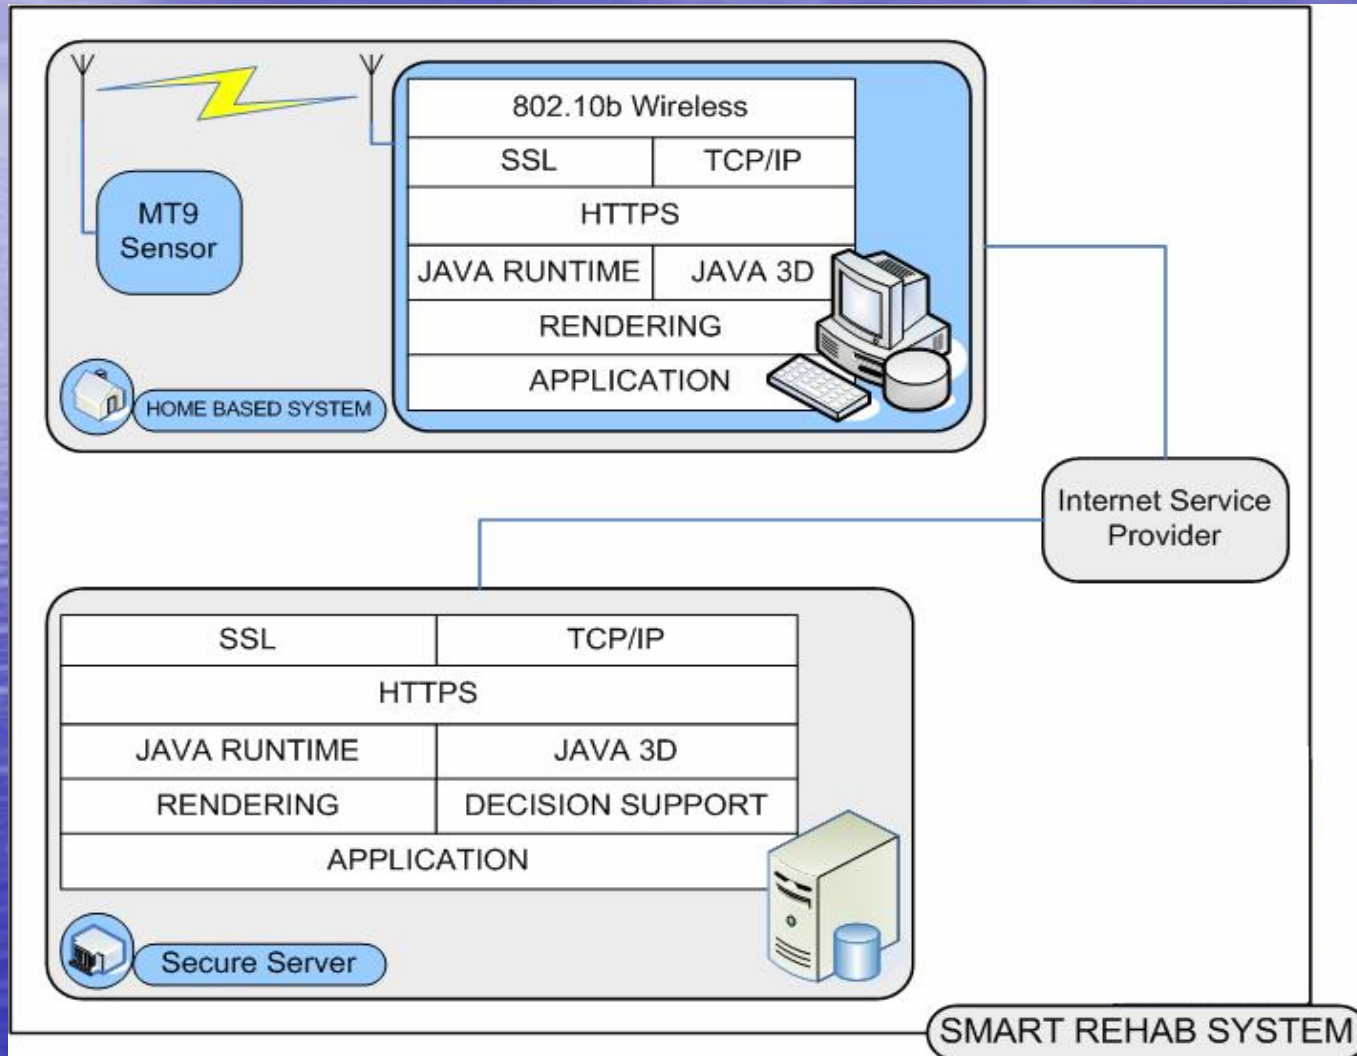 802.10b Wireless
SSL TCP/IP
HTTPS
JAVA RUNTIME JAVA 3D
RENDERING
APPLICATION
MT9
Sensor
HOME BASED SYSTEM
Internet Service
Provider
SSL TCP/IP
HTTPS
JAVA RUNTIME JAVA 3D
RENDERING DECISION SUPPORT
APPLICATION
Secure Server
SMART REHAB SYSTEM